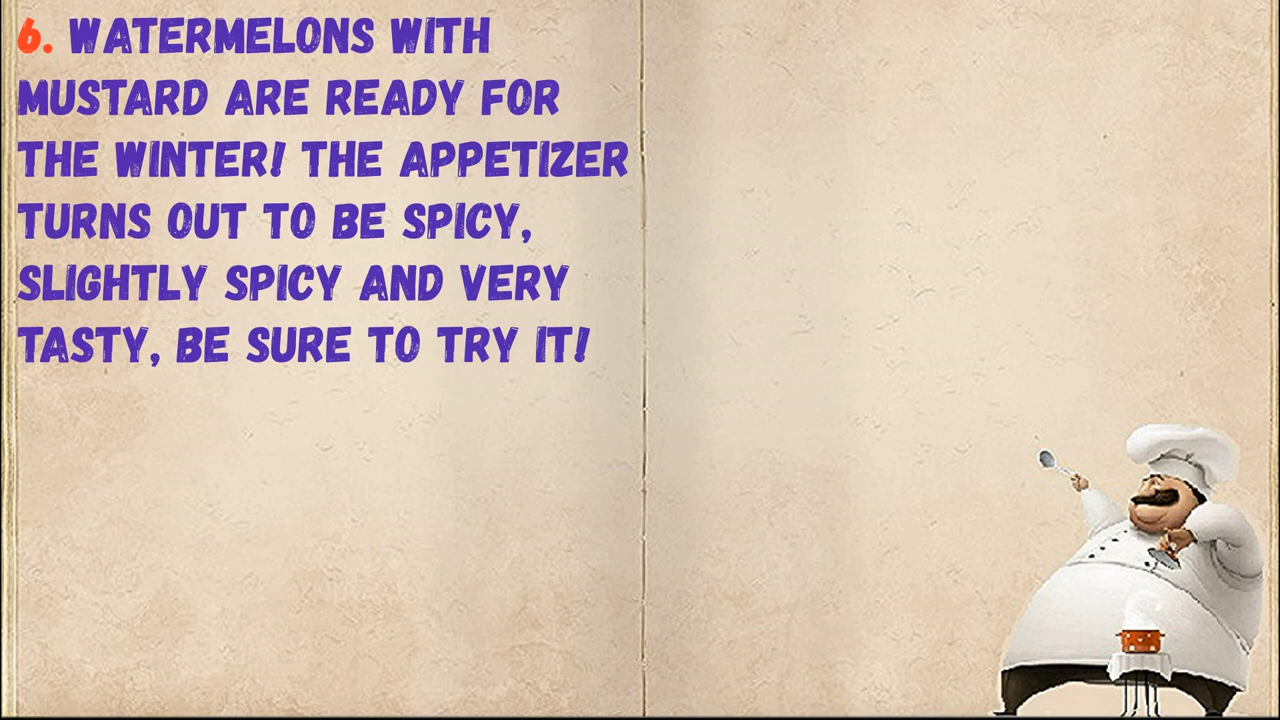 6. WATERMELONS WITH
MUSTARD ARE READY FOR
THE WINTER! THE APPETIZER
TURNS OUT TO BE SPICY,
SLIGHTLY SPICY AND VERY
TASTY, BE SURE TO TRY IT!